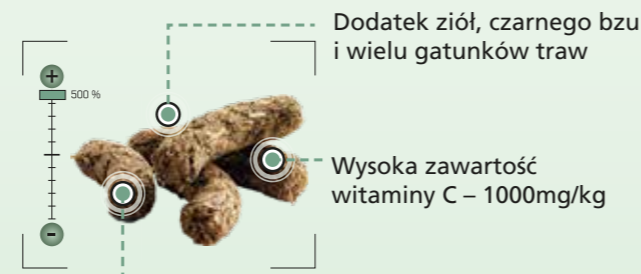 Dodatek ziół, czarnego bzu
i wielu gatunków traw
+
500 %
Wysoka zawartość
witaminy C – 1000mg/kg
-